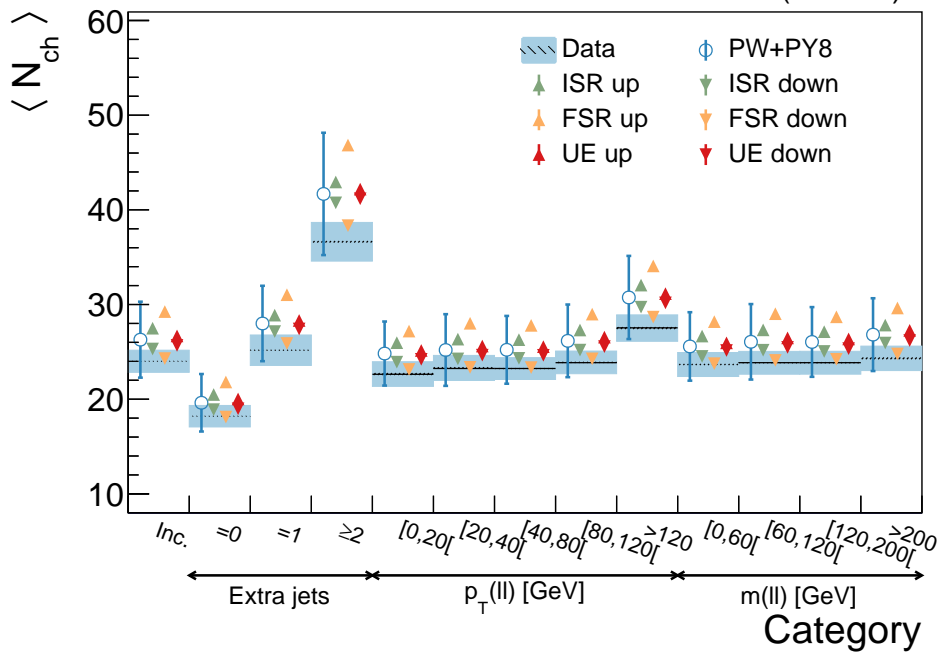 60
50
40
30
20
10
⟨ N_ch ⟩
Data
PW+PY8
ISR up
ISR down
FSR up
FSR down
UE up
UE down
Inc.
=0
=1
≥2
[0,20[
[20,40[
[40,80[
[80,120[
>120
[0,60[
[60,120[
[120,200[
>200
Extra jets
p_T(ll) [GeV]
m(ll) [GeV]
Category